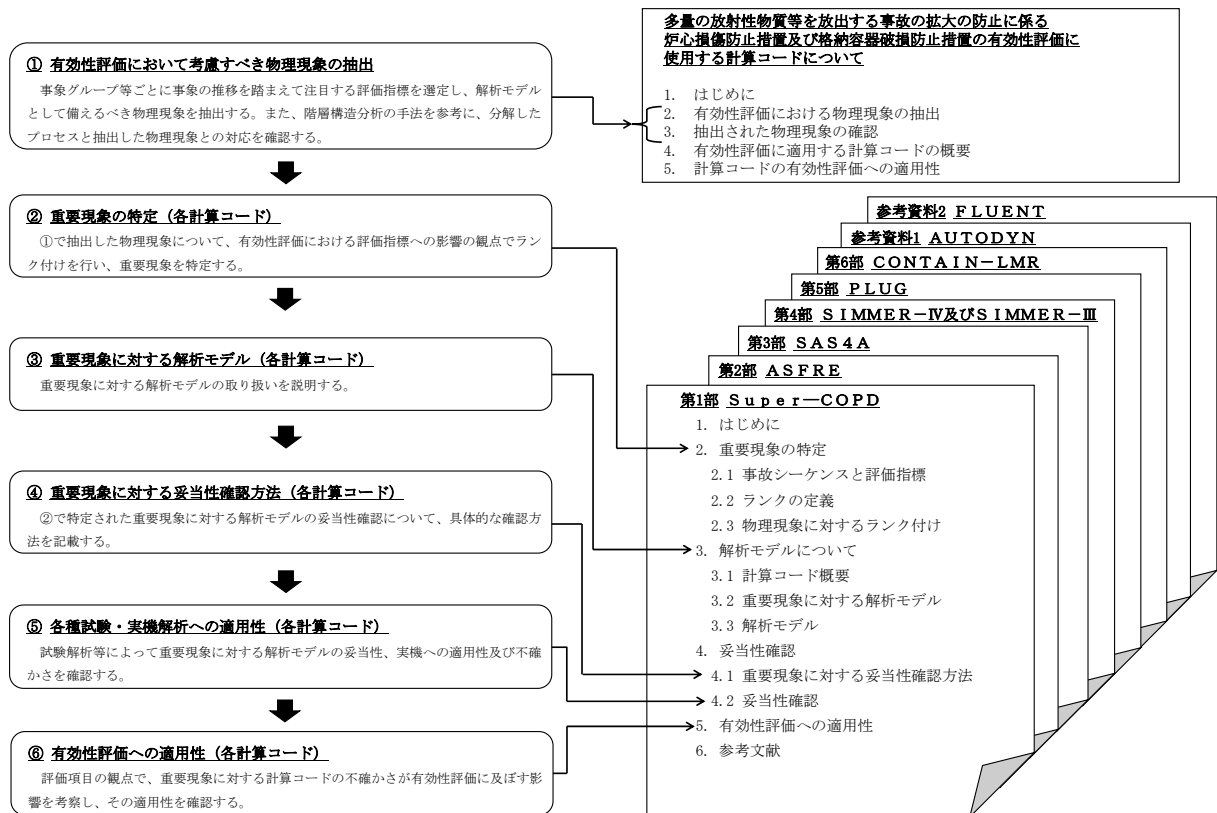 ① 有効性評価において考慮すべき物理現象の抽出
事象グループ等ごとに事象の推移を踏まえて注目する評価指標を選定し、解析モデル
として備えるべき物理現象を抽出する。また、階層構造分析の手法を参考に、分解した
プロセスと抽出した物理現象との対応を確認する。
② 重要現象の特定（各計算コード）
①で抽出した物理現象について、有効性評価における評価指標への影響の観点でラン
ク付けを行い、重要現象を特定する。
③ 重要現象に対する解析モデル（各計算コード）
重要現象に対する解析モデルの取り扱いを説明する。
④ 重要現象に対する妥当性確認方法（各計算コード）
②で特定された重要現象に対する解析モデルの妥当性確認について、具体的な確認方
法を記載する。
⑤ 各種試験・実機解析への適用性（各計算コード）
試験解析等によって重要現象に対する解析モデルの妥当性、実機への適用性及び不確
かさを確認する。
⑥ 有効性評価への適用性（各計算コード）
評価項目の観点で、重要現象に対する計算コードの不確かさが有効性評価に及ぼす影
響を考察し、その適用性を確認する。
多量の放射性物質等を放出する事故の拡大の防止に係る
炉心損傷防止措置及び格納容器破損防止措置の有効性評価に
使用する計算コードについて
1. はじめに
2. 有効性評価における物理現象の抽出
3. 抽出された物理現象の確認
4. 有効性評価に適用する計算コードの概要
5. 計算コードの有効性評価への適用性
参考資料2 ＦＬＵＥＮＴ
参考資料1 ＡＵＴＯＤＹＮ
第6部 ＣＯＮＴＡＩＮ－ＬＭＲ
第5部 ＰＬＵＧ
第4部 ＳＩＭＭＥＲ－Ⅳ及びＳＩＭＭＥＲ－Ⅲ
第3部 ＳＡＳ４Ａ
第2部 ＡＳＦＲＥ
第1部 Ｓｕｐｅｒ―ＣＯＰＤ
1. はじめに
2. 重要現象の特定
2.1 事故シーケンスと評価指標
2.2 ランクの定義
2.3 物理現象に対するランク付け
3. 解析モデルについて
3.1 計算コード概要
3.2 重要現象に対する解析モデル
3.3 解析モデル
4. 妥当性確認
4.1 重要現象に対する妥当性確認方法
4.2 妥当性確認
5. 有効性評価への適用性
6. 参考文献